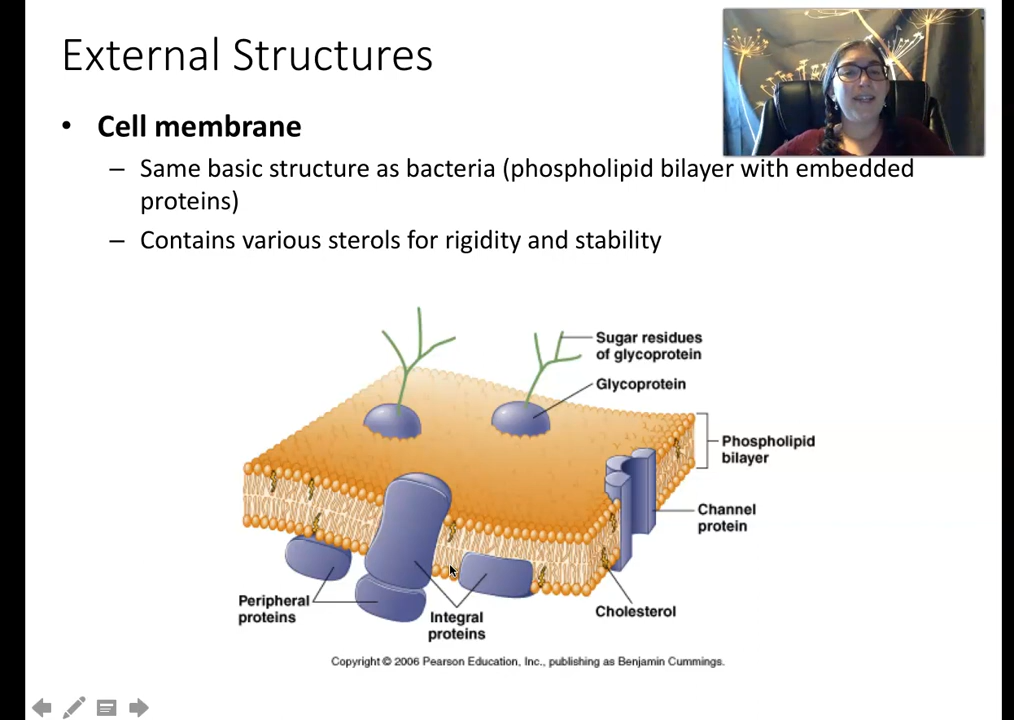 External Structures
• Cell membrane
– Same basic structure as bacteria (phospholipid bilayer with embedded
proteins)
– Contains various sterols for rigidity and stability
Sugar residues
of glycoprotein
Glycoprotein
Phospholipid
bilayer
Channel
protein
Peripheral
proteins
Integral
proteins
Cholesterol
Copyright © 2006 Pearson Education, Inc., publishing as Benjamin Cummings.